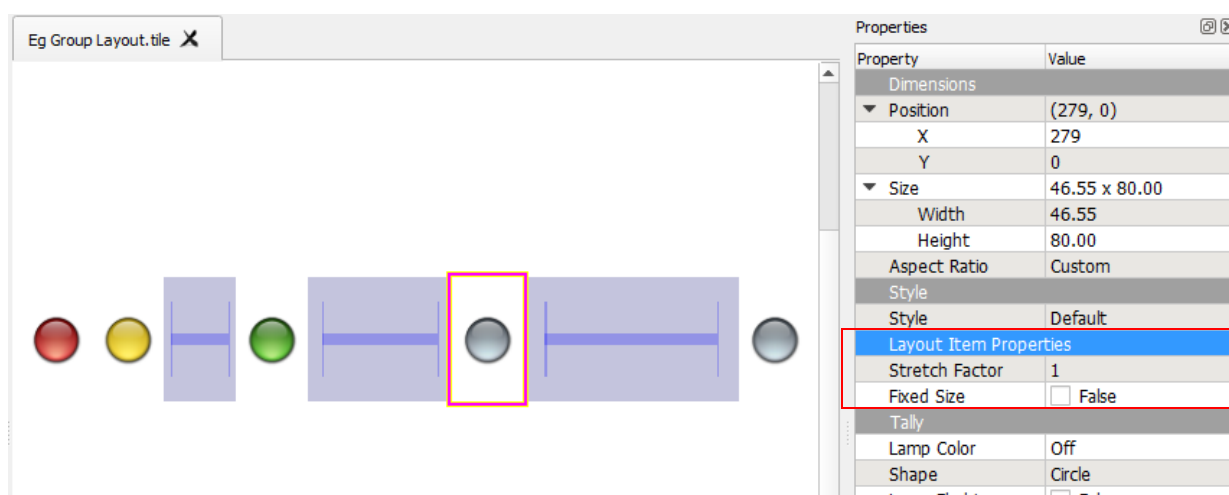 Eg Group Layout.tile
Properties
Property Value
Dimensions
Position (279, 0)
X 279
Y 0
Size 46.55 x 80.00
Width 46.55
Height 80.00
Aspect Ratio Custom
Style
Style Default
Layout Item Properties
Stretch Factor 1
Fixed Size False
Tally
Lamp Color Off
Shape Circle